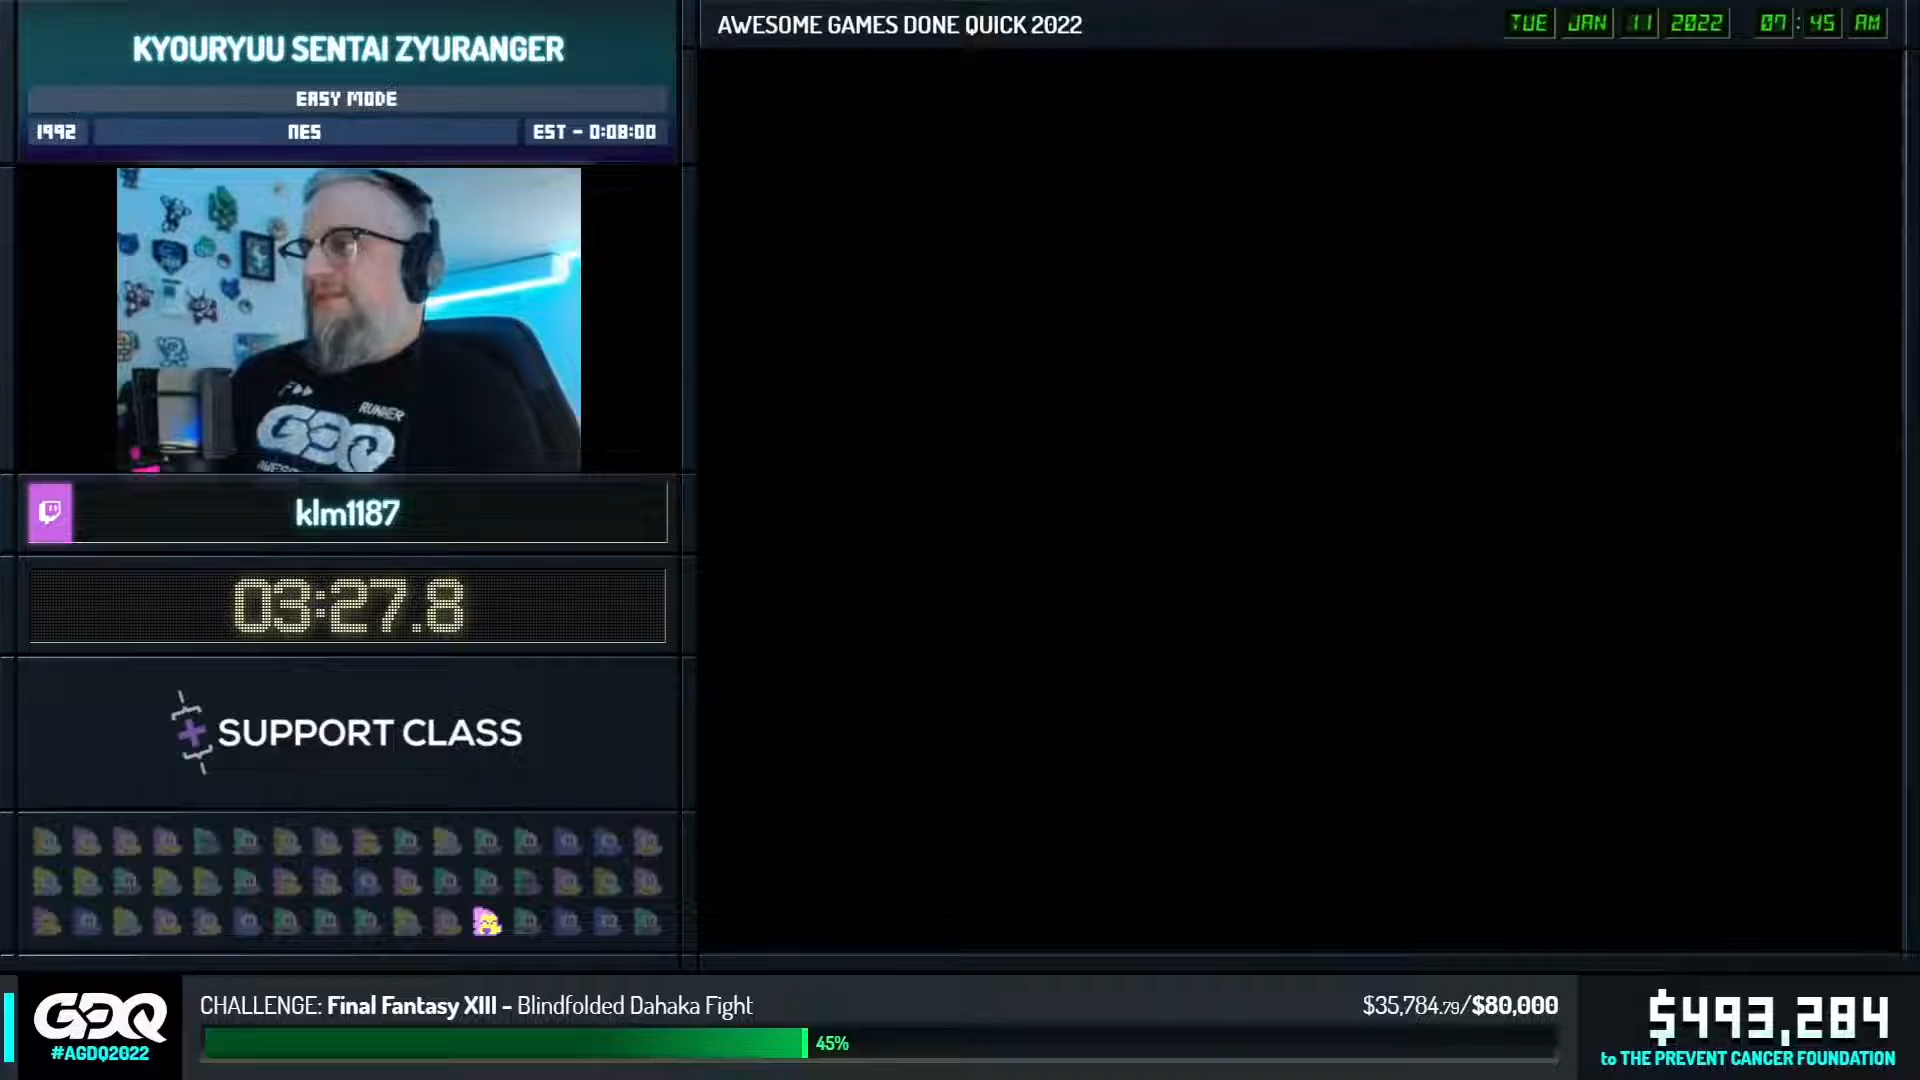 KYOURYUU SENTAI ZYURANGER
EASY MODE
1992
NES
EST - 0:08:00
AWESOME GAMES DONE QUICK 2022
TUE JAN 11 2022 07:45 AM
RUNNER
GDQ
klm1187
03:27.8
SUPPORT CLASS
GDQ
#AGDQ2022
CHALLENGE: Final Fantasy XIII - Blindfolded Dahaka Fight
$35,784.79/$80,000
45%
$493,284
to THE PREVENT CANCER FOUNDATION